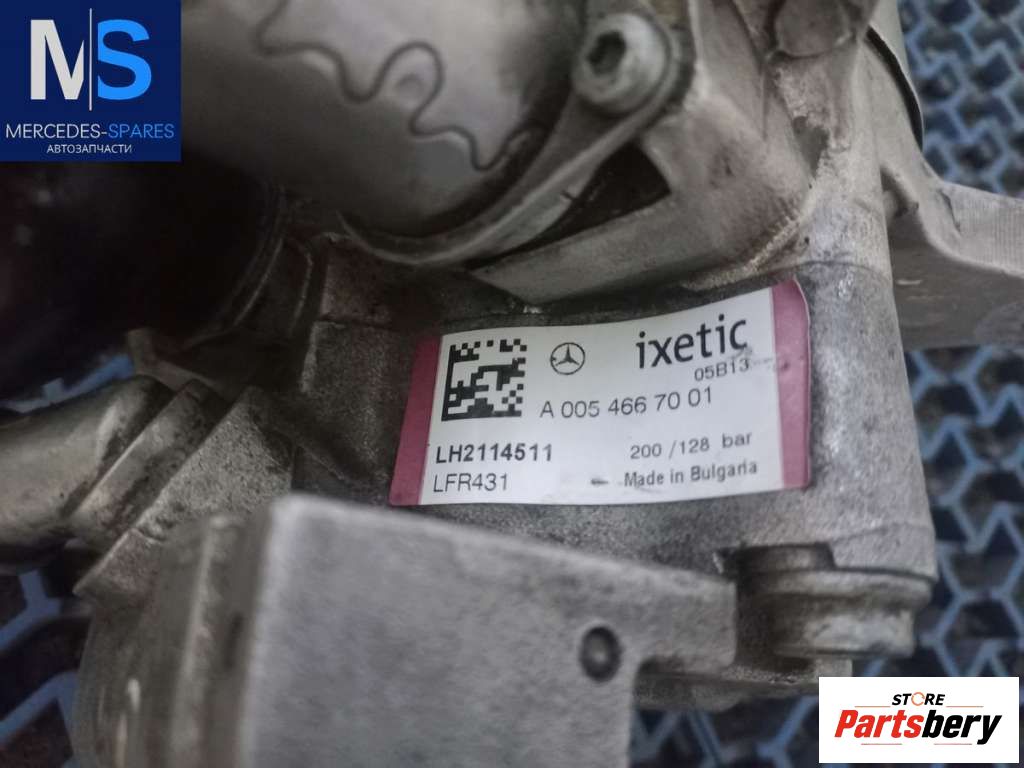 MS
MERCEDES-SPARES
АВТОЗАПЧАСТИ
ixetic
05B13
A 005 466 70 01
LH2114511
200 / 128 bar
LFR431
Made in Bulgaria
STORE
Partsbery